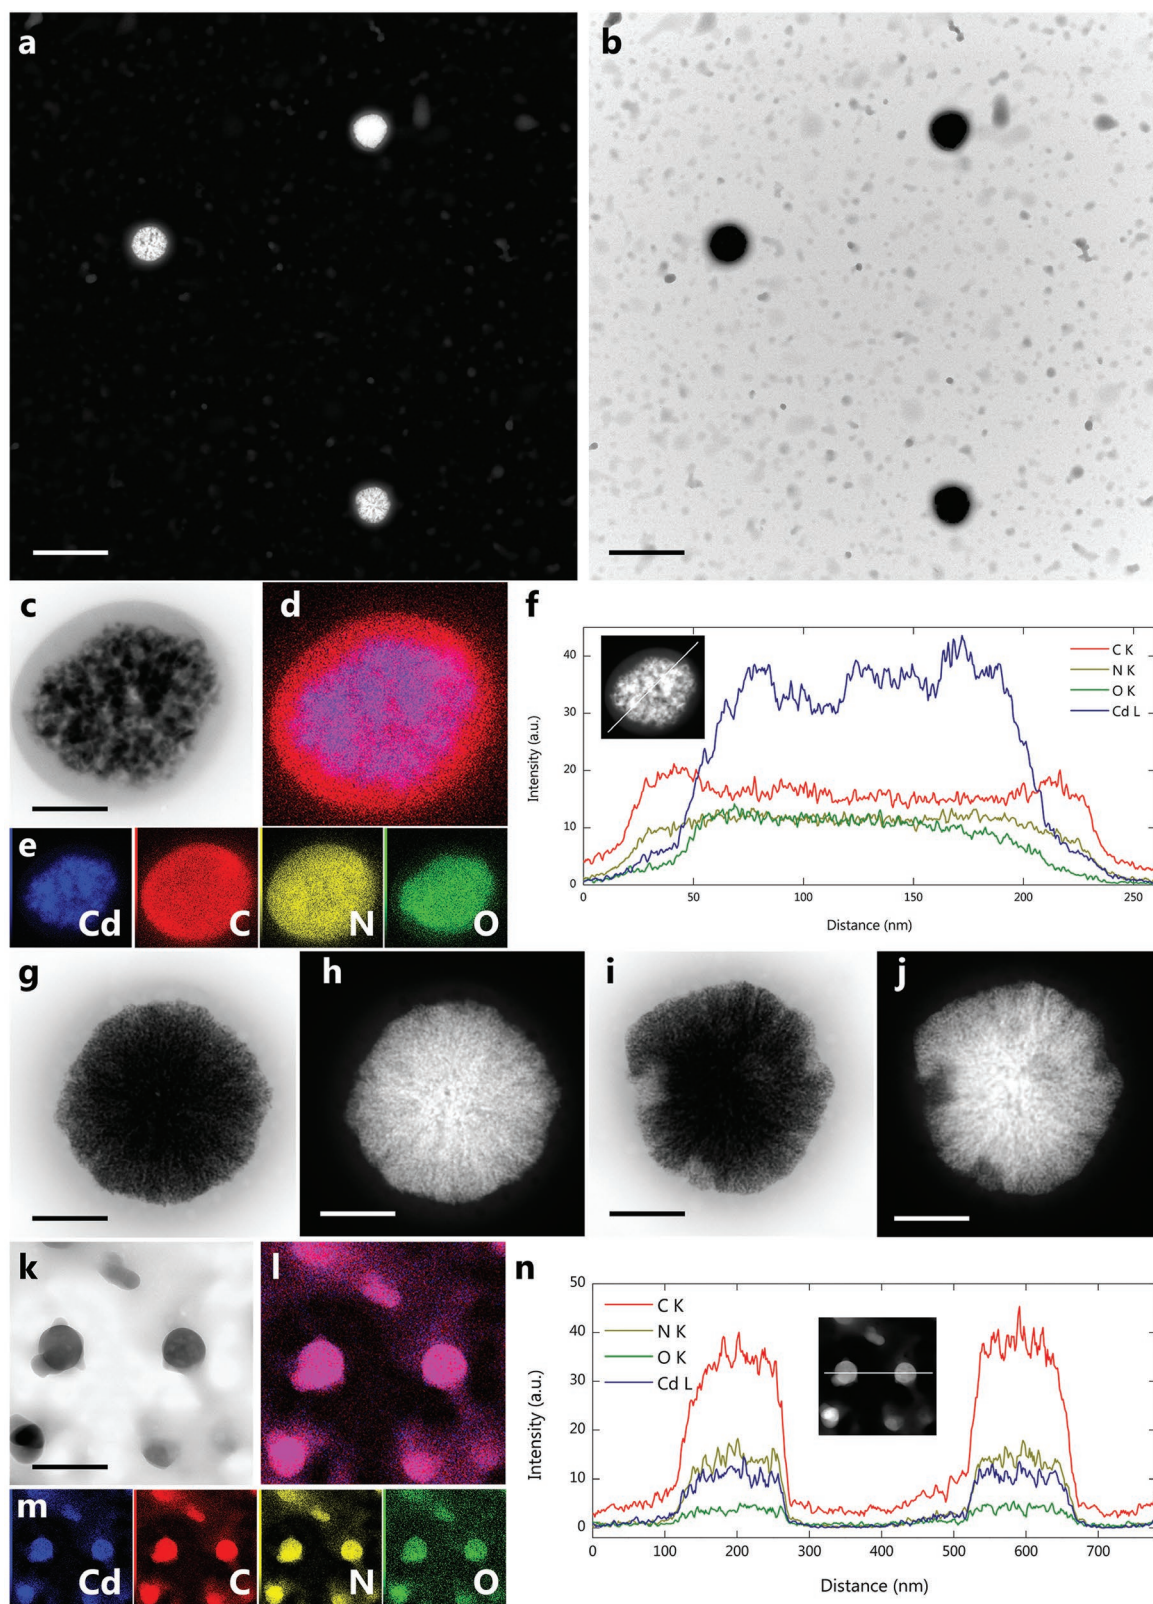 a
b
c
d
e
Cd
C
N
O
f
40
30
20
10
0
Intensity (a.u.)
C K
N K
O K
Cd L
0
50
100
150
200
250
Distance (nm)
g
h
i
j
k
l
m
Cd
C
N
O
n
50
40
30
20
10
0
Intensity (a.u.)
C K
N K
O K
Cd L
0
100
200
300
400
500
600
700
Distance (nm)